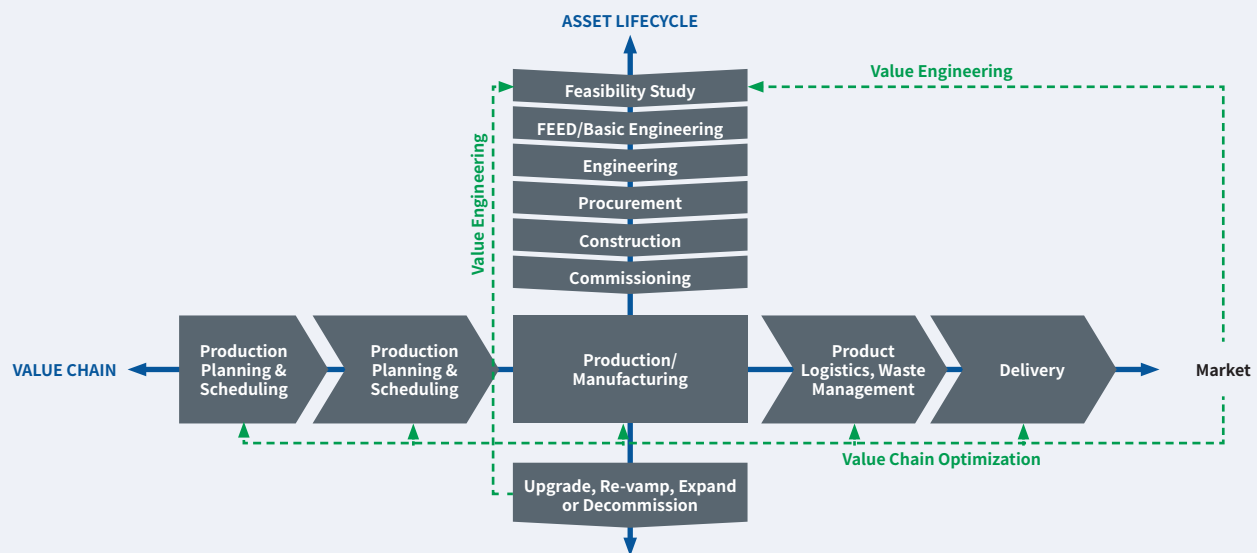 ASSET LIFECYCLE
Value Engineering
Feasibility Study
FEED/Basic Engineering
Engineering
Procurement
Construction
Commissioning
Value Engineering
VALUE CHAIN
Production
Planning &
Scheduling
Production
Planning &
Scheduling
Production/
Manufacturing
Product
Logistics, Waste
Management
Delivery
Market
Value Chain Optimization
Upgrade, Re-vamp, Expand
or Decommission